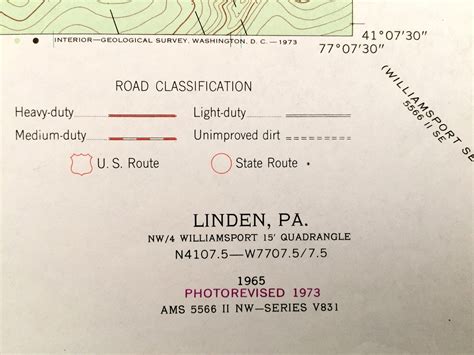 INTERIOR—GEOLOGICAL SURVEY, WASHINGTON, D. C.—1973
41°07'30"
77°07'30"
(WILLIAMSPORT SE
5566 II SE
ROAD CLASSIFICATION
Heavy-duty
Light-duty
Medium-duty
Unimproved dirt
U. S. Route
State Route
LINDEN, PA.
NW/4 WILLIAMSPORT 15' QUADRANGLE
N4107.5—W7707.5/7.5
1965
PHOTOREVISED 1973
AMS 5566 II NW—SERIES V831